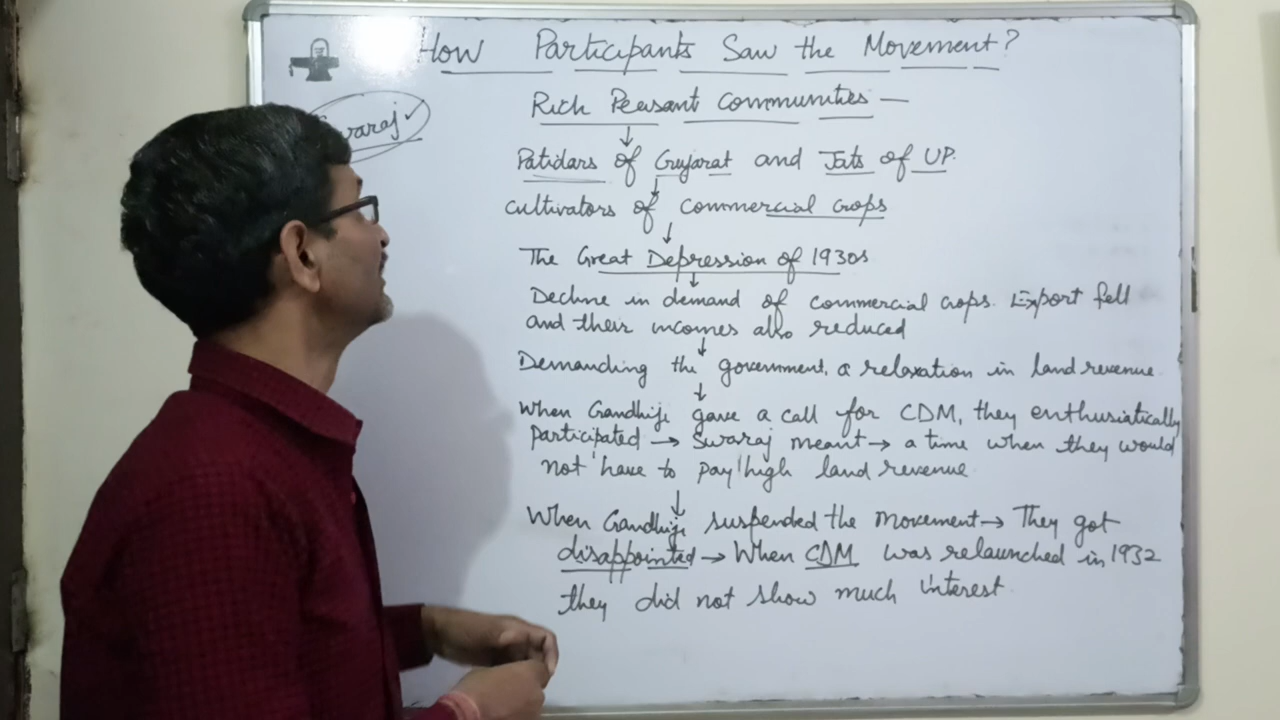 How Participants Saw the Movement?
Swaraj ✓
Rich Peasant Communities —
↓
Patidars of Gujarat and Jats of UP.
↓
cultivators of commercial crops
↓
The Great Depression of 1930s
↓
Decline in demand of commercial crops. Export fell
and their incomes also reduced
↓
Demanding the government, a relaxation in land revenue
↓
When Gandhiji gave a call for CDM, they enthusiatically
participated → Swaraj meant → a time when they would
not have to pay high land revenue
↓
When Gandhiji suspended the movement → They got
disappointed → When CDM was relaunched in 1932
they did not show much interest